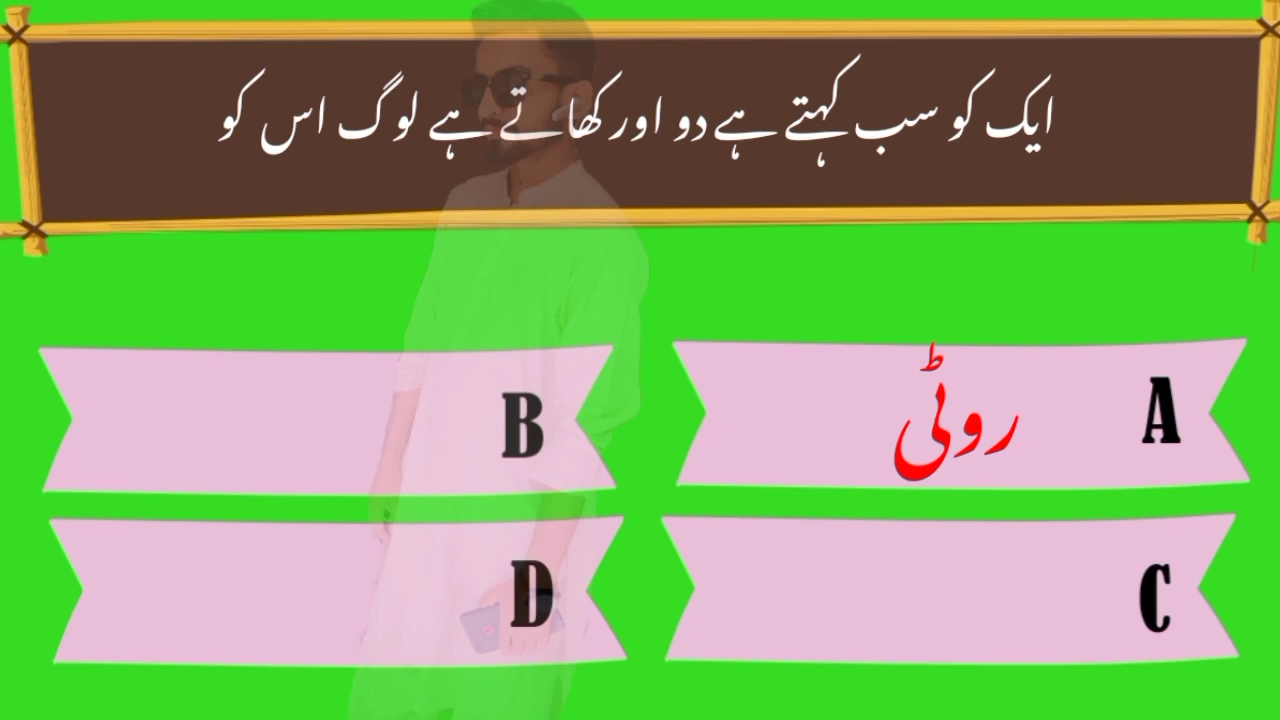 ایک کو سب کہتے ہے دو اور کھاتے ہے لوگ اس کو
A روٹی
B
C
D